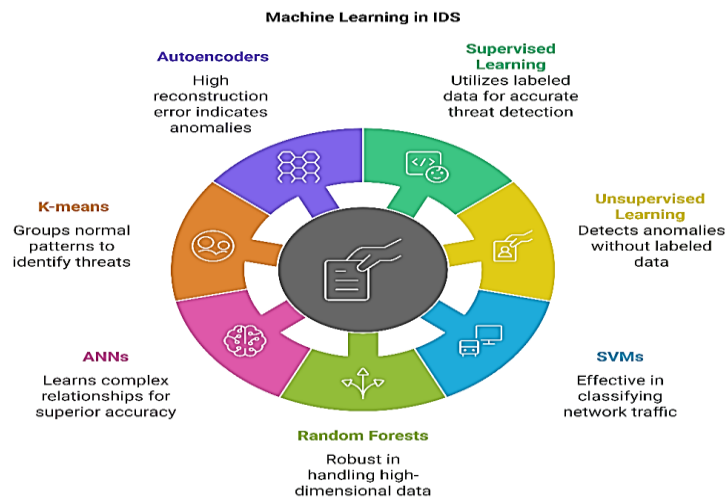 Machine Learning in IDS
Autoencoders
High
reconstruction
error indicates
anomalies
Supervised
Learning
Utilizes labeled
data for accurate
threat detection
K-means
Groups normal
patterns to
identify threats
Unsupervised
Learning
Detects anomalies
without labeled
data
ANNs
Learns complex
relationships for
superior accuracy
SVMs
Effective in
classifying
network traffic
Random Forests
Robust in
handling high-
dimensional data